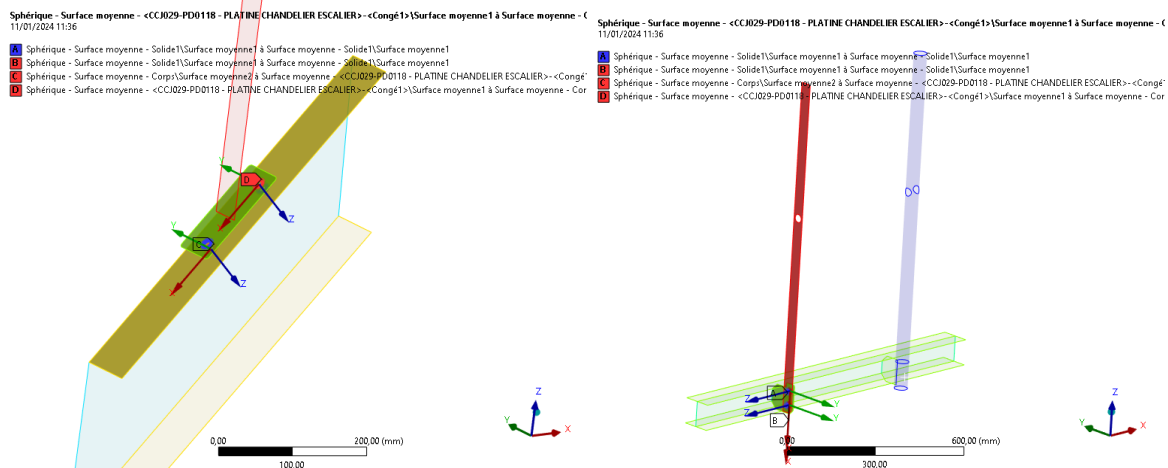 Sphérique - Surface moyenne - <CCJ029-PD0118 - PLATINE CHANDELIER ESCALIER>-<Congé1>\Surface moyenne1 à Surface moyenne - (
11/01/2024 11:36
A Sphérique - Surface moyenne - Solide1\Surface moyenne1 à Surface moyenne - Solide1\Surface moyenne1
B Sphérique - Surface moyenne - Solide1\Surface moyenne1 à Surface moyenne - Solide1\Surface moyenne1
C Sphérique - Surface moyenne - Corps\Surface moyenne2 à Surface moyenne - <CCJ029-PD0118 - PLATINE CHANDELIER ESCALIER>-<Congé
D Sphérique - Surface moyenne - <CCJ029-PD0118 - PLATINE CHANDELIER ESCALIER>-<Congé1>\Surface moyenne1 à Surface moyenne - Cor
Y
D
Z
Y
C
Z
X
Z
Y
X
0,00
200,00 (mm)
100,00
Sphérique - Surface moyenne - <CCJ029-PD0118 - PLATINE CHANDELIER ESCALIER>-<Congé1>\Surface moyenne1 à Surface moyenne - C
11/01/2024 11:36
A Sphérique - Surface moyenne - Solide1\Surface moyenne1 à Surface moyenne - Solide1\Surface moyenne1
B Sphérique - Surface moyenne - Solide1\Surface moyenne1 à Surface moyenne - Solide1\Surface moyenne1
C Sphérique - Surface moyenne - Corps\Surface moyenne2 à Surface moyenne - <CCJ029-PD0118 - PLATINE CHANDELIER ESCALIER>-<Congé
D Sphérique - Surface moyenne - <CCJ029-PD0118 - PLATINE CHANDELIER ESCALIER>-<Congé1>\Surface moyenne1 à Surface moyenne - Cor
A
Z
Y
Z
Y
B
X
Z
Y
X
0,00
600,00 (mm)
300,00